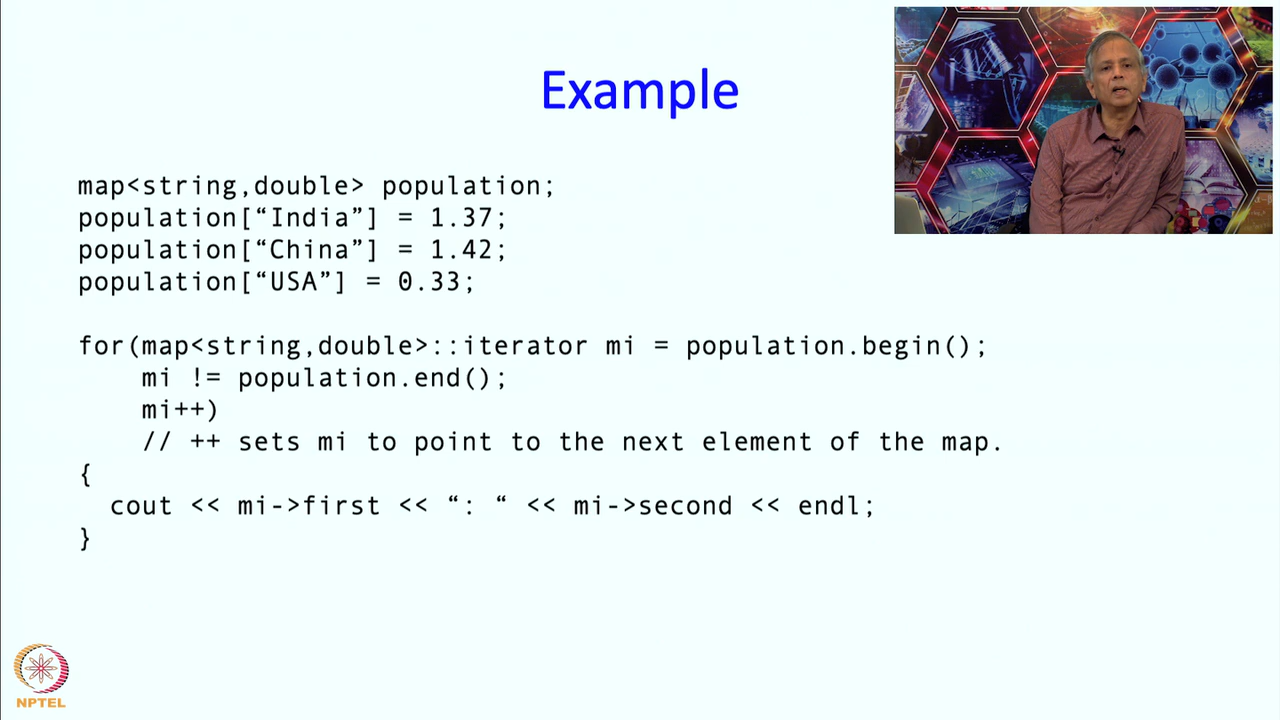 Example
map<string,double> population;
population[“India”] = 1.37;
population[“China”] = 1.42;
population[“USA”] = 0.33;
for(map<string,double>::iterator mi = population.begin();
mi != population.end();
mi++)
// ++ sets mi to point to the next element of the map.
{
cout << mi->first << “: “ << mi->second << endl;
}
NPTEL